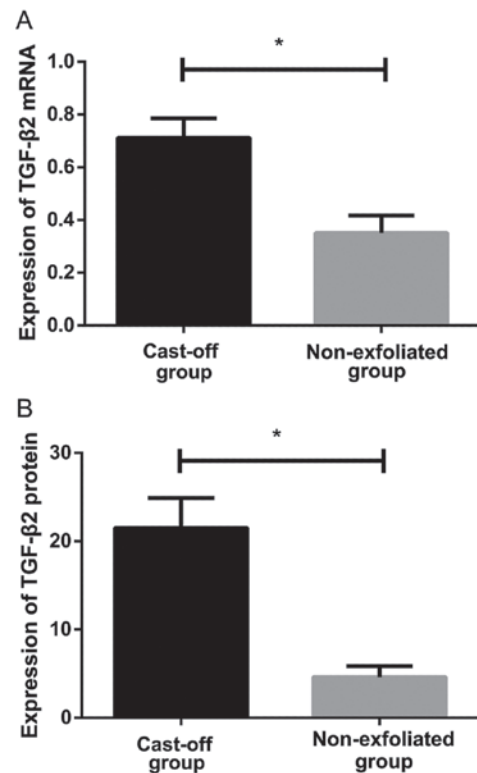 A
*
Expression of TGF-β2 mRNA
1.0
0.8
0.6
0.4
0.2
0.0
Cast-off
group
Non-exfoliated
group
B
*
Expression of TGF-β2 protein
30
20
10
0
Cast-off
group
Non-exfoliated
group